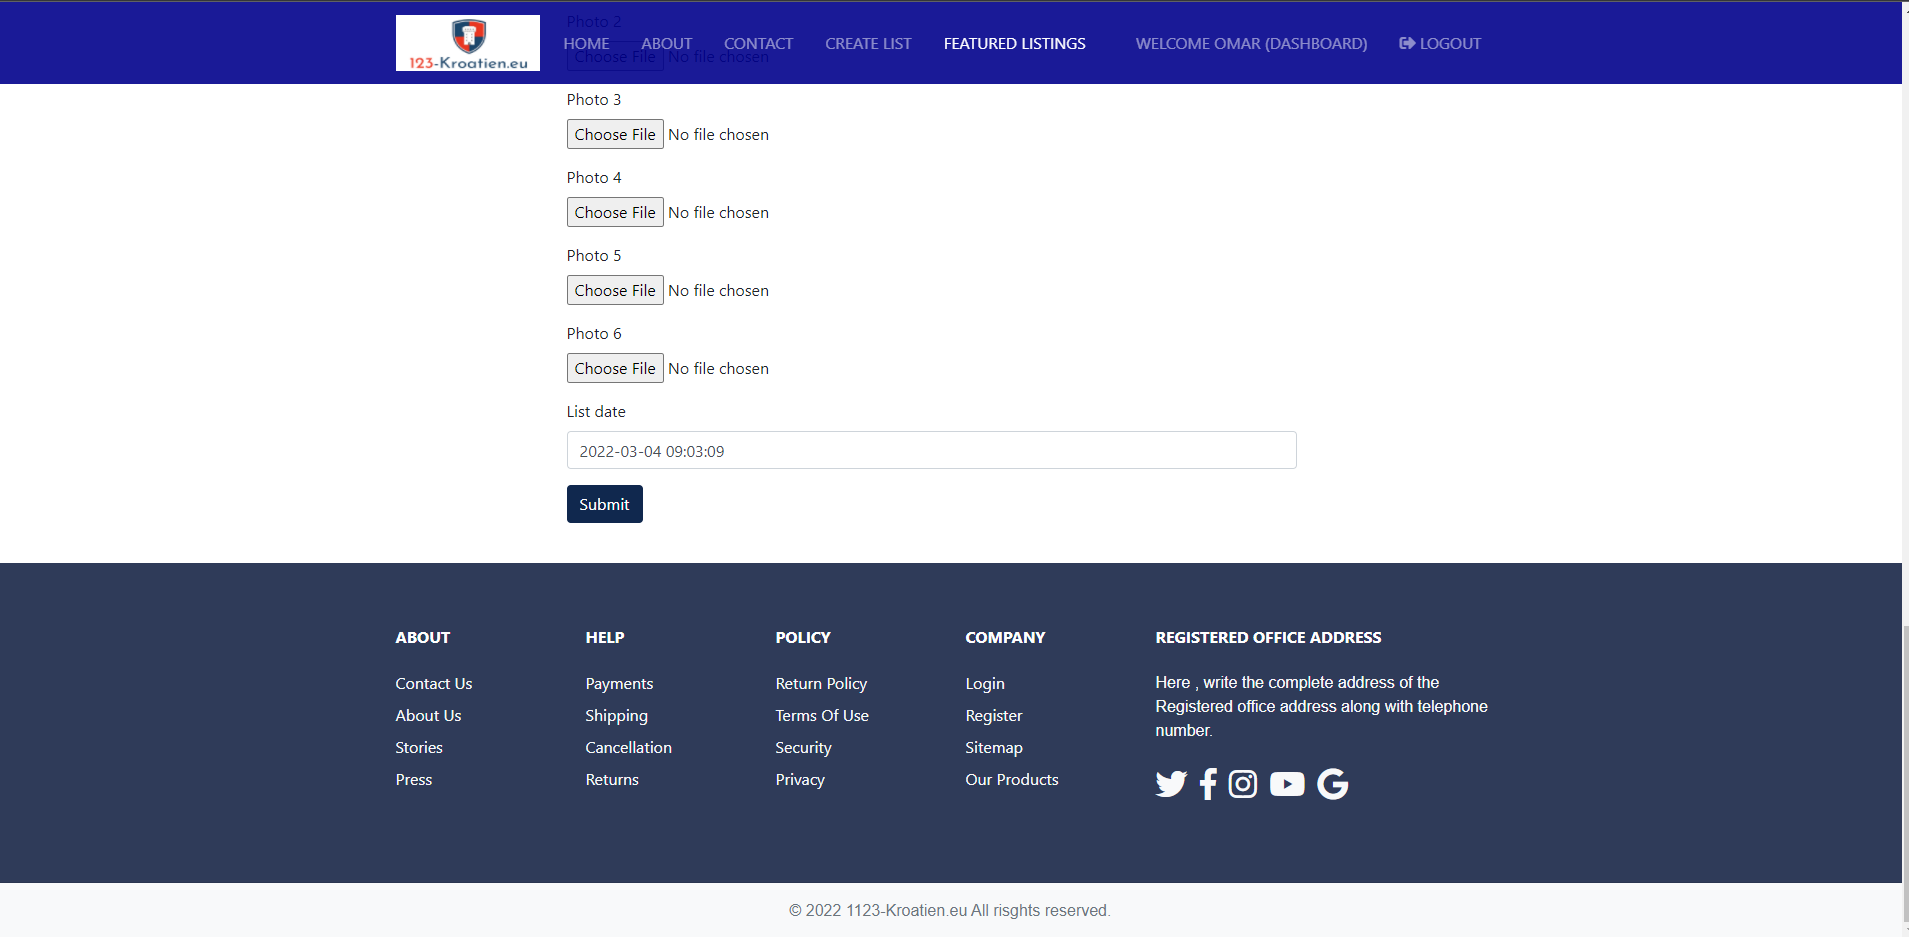 Photo 2
123-Kroatien.eu
HOME ABOUT CONTACT CREATE LIST FEATURED LISTINGS WELCOME OMAR (DASHBOARD) LOGOUT
Choose File No file chosen
Photo 3
Choose File No file chosen
Photo 4
Choose File No file chosen
Photo 5
Choose File No file chosen
Photo 6
Choose File No file chosen
List date
2022-03-04 09:03:09
Submit
ABOUT
Contact Us
About Us
Stories
Press
HELP
Payments
Shipping
Cancellation
Returns
POLICY
Return Policy
Terms Of Use
Security
Privacy
COMPANY
Login
Register
Sitemap
Our Products
REGISTERED OFFICE ADDRESS
Here , write the complete address of the
Registered office address along with telephone
number.
© 2022 1123-Kroatien.eu All risghts reserved.